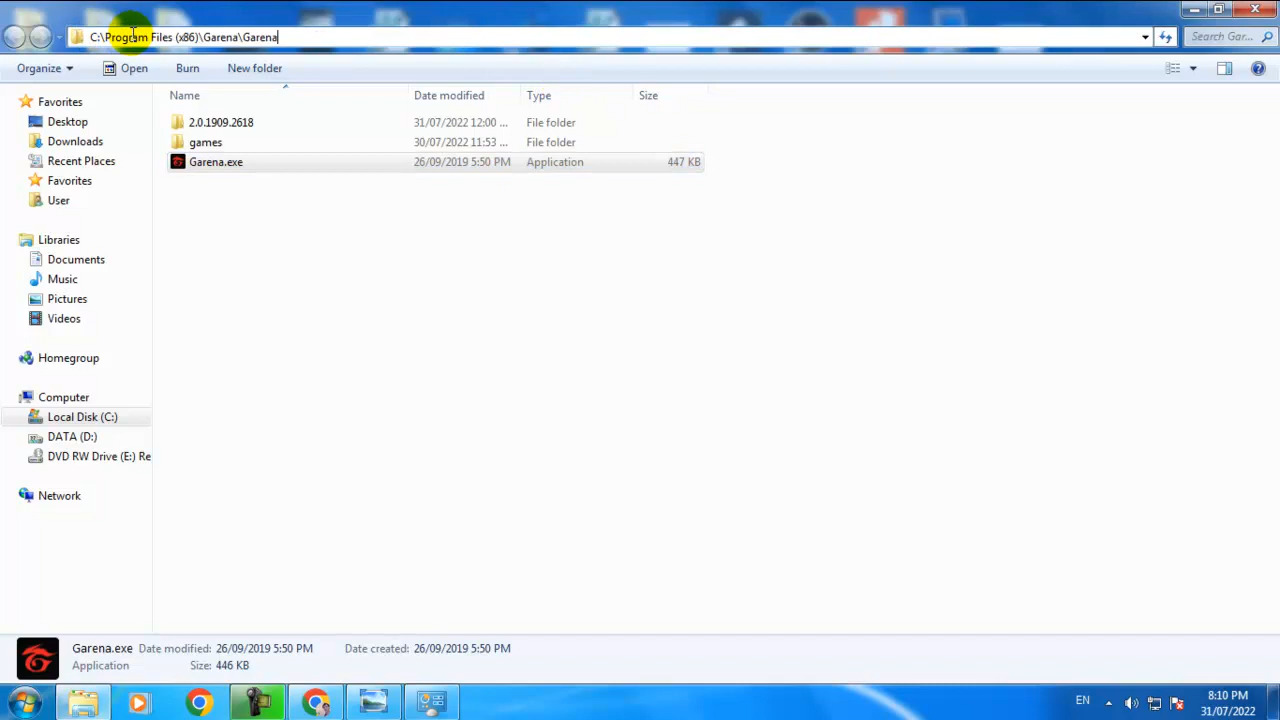 C:\Program Files (x86)\Garena\Garena
Search Gar...
Organize
Open
Burn
New folder
Name
Date modified
Type
Size
2.0.1909.2618
31/07/2022 12:00 ...
File folder
games
30/07/2022 11:53 ...
File folder
Garena.exe
26/09/2019 5:50 PM
Application
447 KB
Favorites
Desktop
Downloads
Recent Places
Favorites
User
Libraries
Documents
Music
Pictures
Videos
Homegroup
Computer
Local Disk (C:)
DATA (D:)
DVD RW Drive (E:) Re
Network
Garena.exe Date modified: 26/09/2019 5:50 PM Date created: 26/09/2019 5:50 PM
Application Size: 446 KB
EN
8:10 PM
31/07/2022